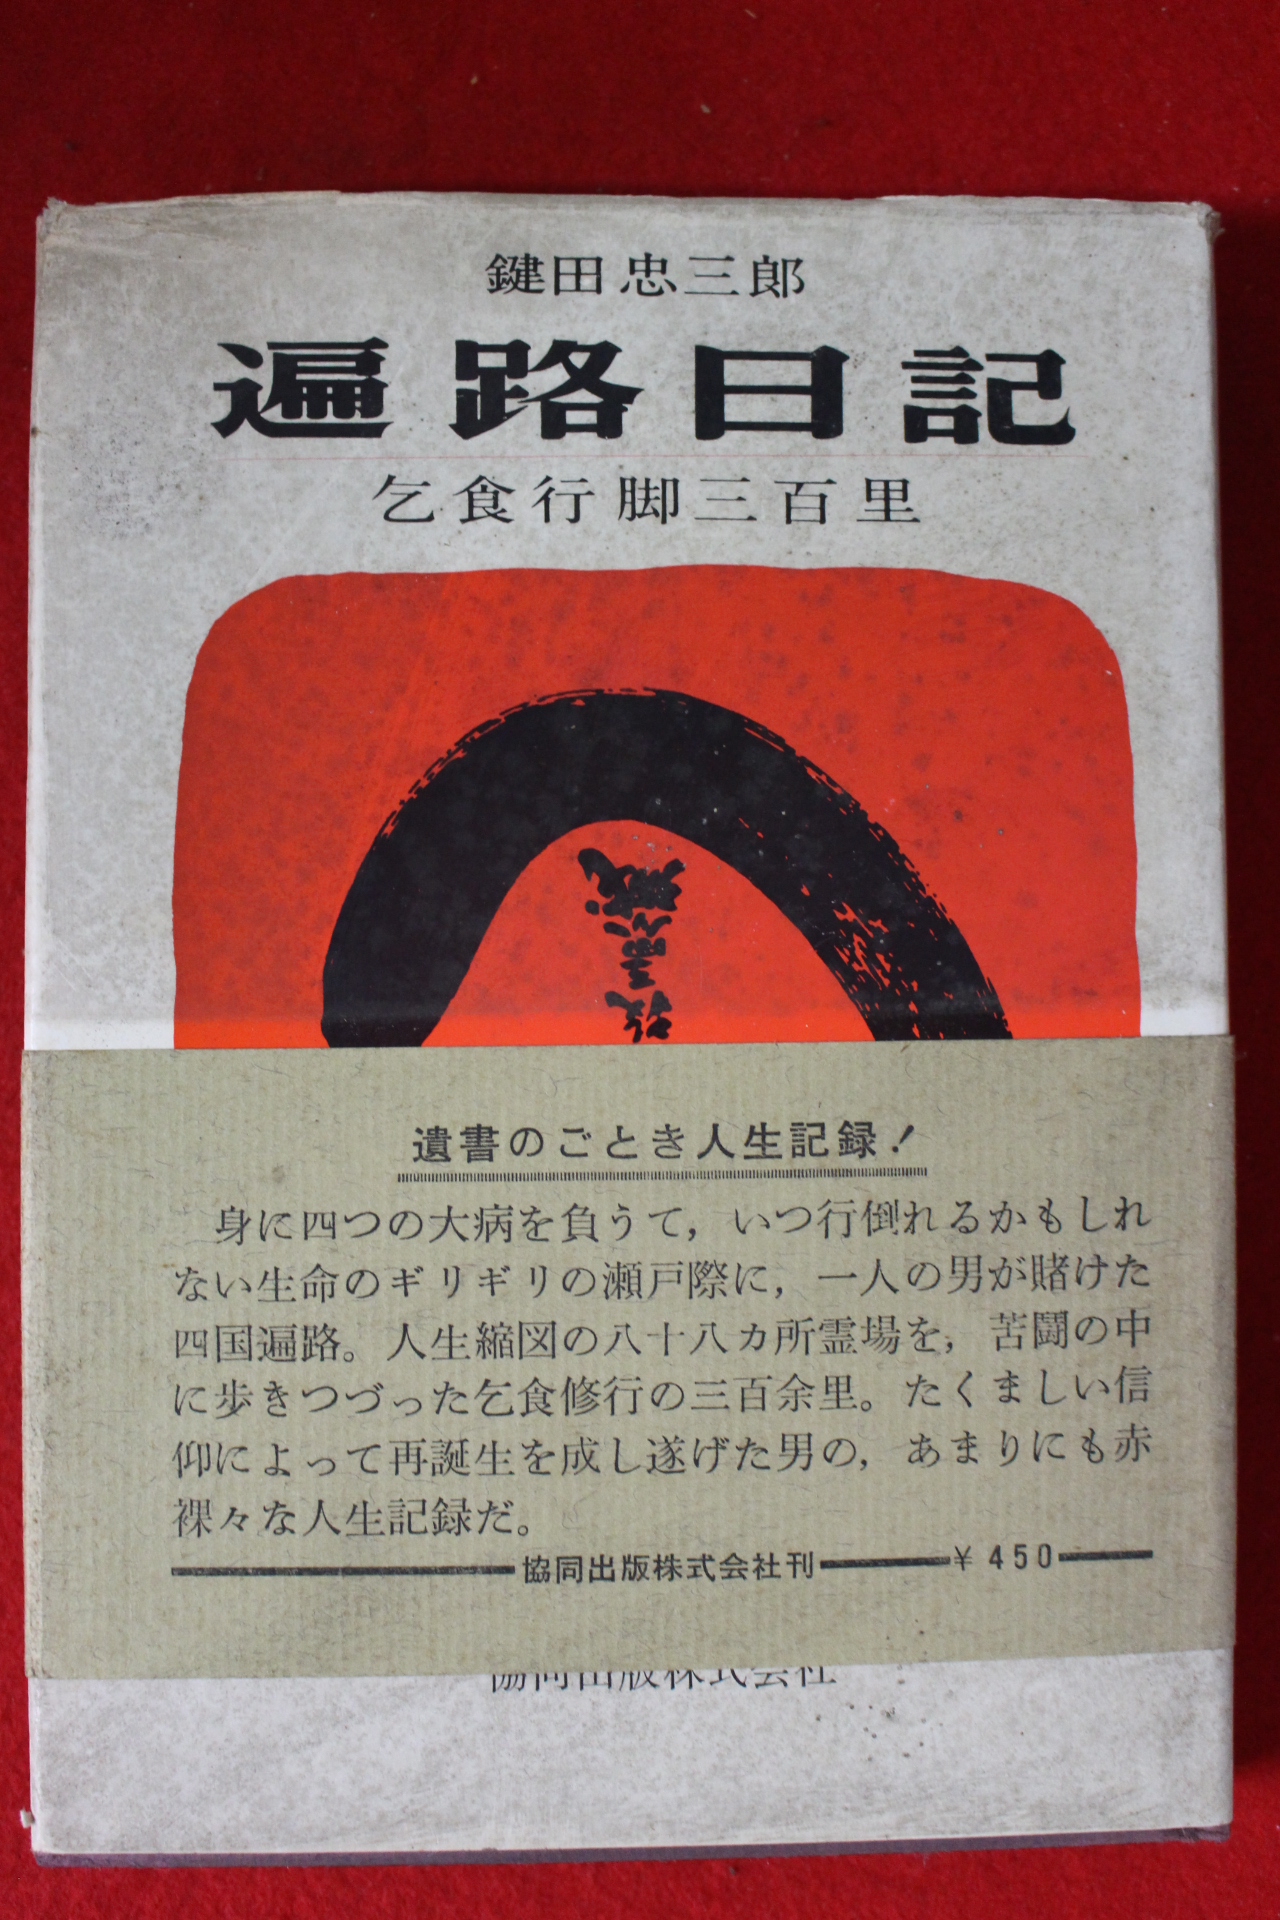 鍵田忠三郎
遍路日記
乞食行脚三百里
遺書のごとき人生記録！
身に四つの大病を負うて，いつ行倒れるかもしれ
ない生命のギリギリの瀬戸際に，一人の男が賭けた
四国遍路。人生縮図の八十八カ所霊場を，苦闘の中
に歩きつづった乞食修行の三百余里。たくましい信
仰によって再誕生を成し遂げた男の，あまりにも赤
裸々な人生記録だ。
協同出版株式会社刊 ¥450
協同出版株式会社